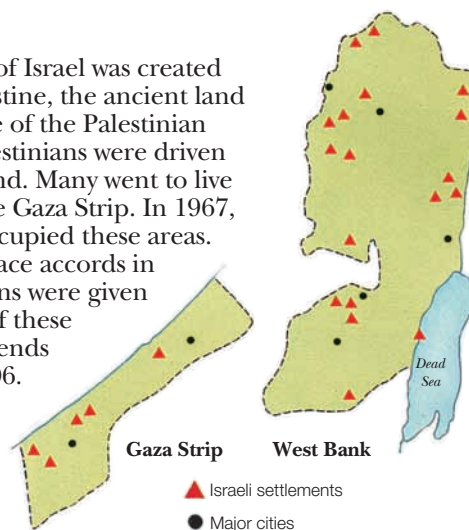 of Israel was created
stine, the ancient land
e of the Palestinian
estinians were driven
nd. Many went to live
e Gaza Strip. In 1967,
cupied these areas.
ace accords in
ns were given
f these
ends
06.
Dead
Sea
Gaza Strip
West Bank
Israeli settlements
Major cities